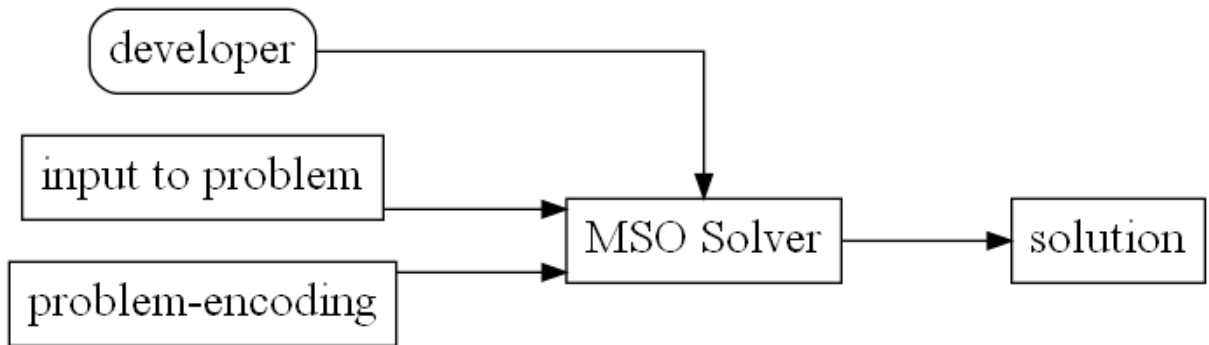 developer
input to problem
MSO Solver
solution
problem-encoding